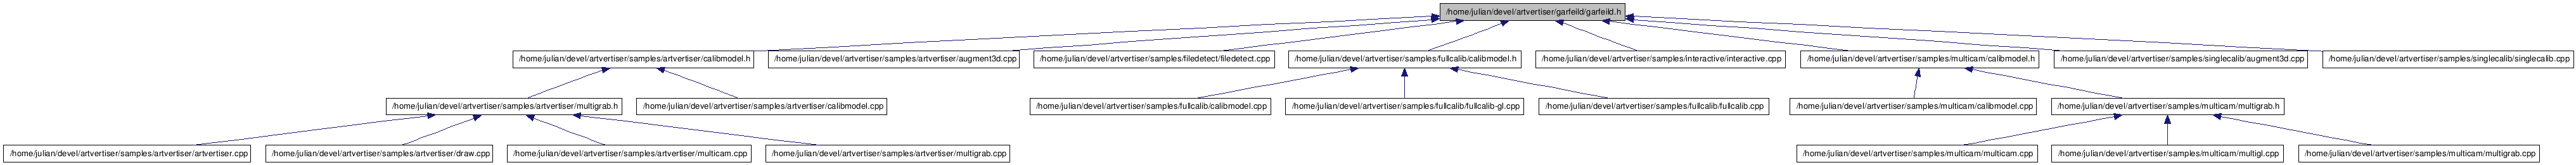 /home/julian/devel/artvertiser/garfeild/garfeild.h
/home/julian/devel/artvertiser/samples/artvertiser/calibmodel.h
/home/julian/devel/artvertiser/samples/artvertiser/augment3d.cpp
/home/julian/devel/artvertiser/samples/filedetect/filedetect.cpp
/home/julian/devel/artvertiser/samples/fullcalib/calibmodel.h
/home/julian/devel/artvertiser/samples/interactive/interactive.cpp
/home/julian/devel/artvertiser/samples/multicam/calibmodel.h
/home/julian/devel/artvertiser/samples/singlecalib/augment3d.cpp
/home/julian/devel/artvertiser/samples/singlecalib/singlecalib.cpp
/home/julian/devel/artvertiser/samples/artvertiser/multigrab.h
/home/julian/devel/artvertiser/samples/artvertiser/calibmodel.cpp
/home/julian/devel/artvertiser/samples/fullcalib/calibmodel.cpp
/home/julian/devel/artvertiser/samples/fullcalib/fullcalib-gl.cpp
/home/julian/devel/artvertiser/samples/fullcalib/fullcalib.cpp
/home/julian/devel/artvertiser/samples/multicam/calibmodel.cpp
/home/julian/devel/artvertiser/samples/multicam/multigrab.h
/home/julian/devel/artvertiser/samples/artvertiser/artvertiser.cpp
/home/julian/devel/artvertiser/samples/artvertiser/draw.cpp
/home/julian/devel/artvertiser/samples/artvertiser/multicam.cpp
/home/julian/devel/artvertiser/samples/artvertiser/multigrab.cpp
/home/julian/devel/artvertiser/samples/multicam/multicam.cpp
/home/julian/devel/artvertiser/samples/multicam/multigl.cpp
/home/julian/devel/artvertiser/samples/multicam/multigrab.cpp